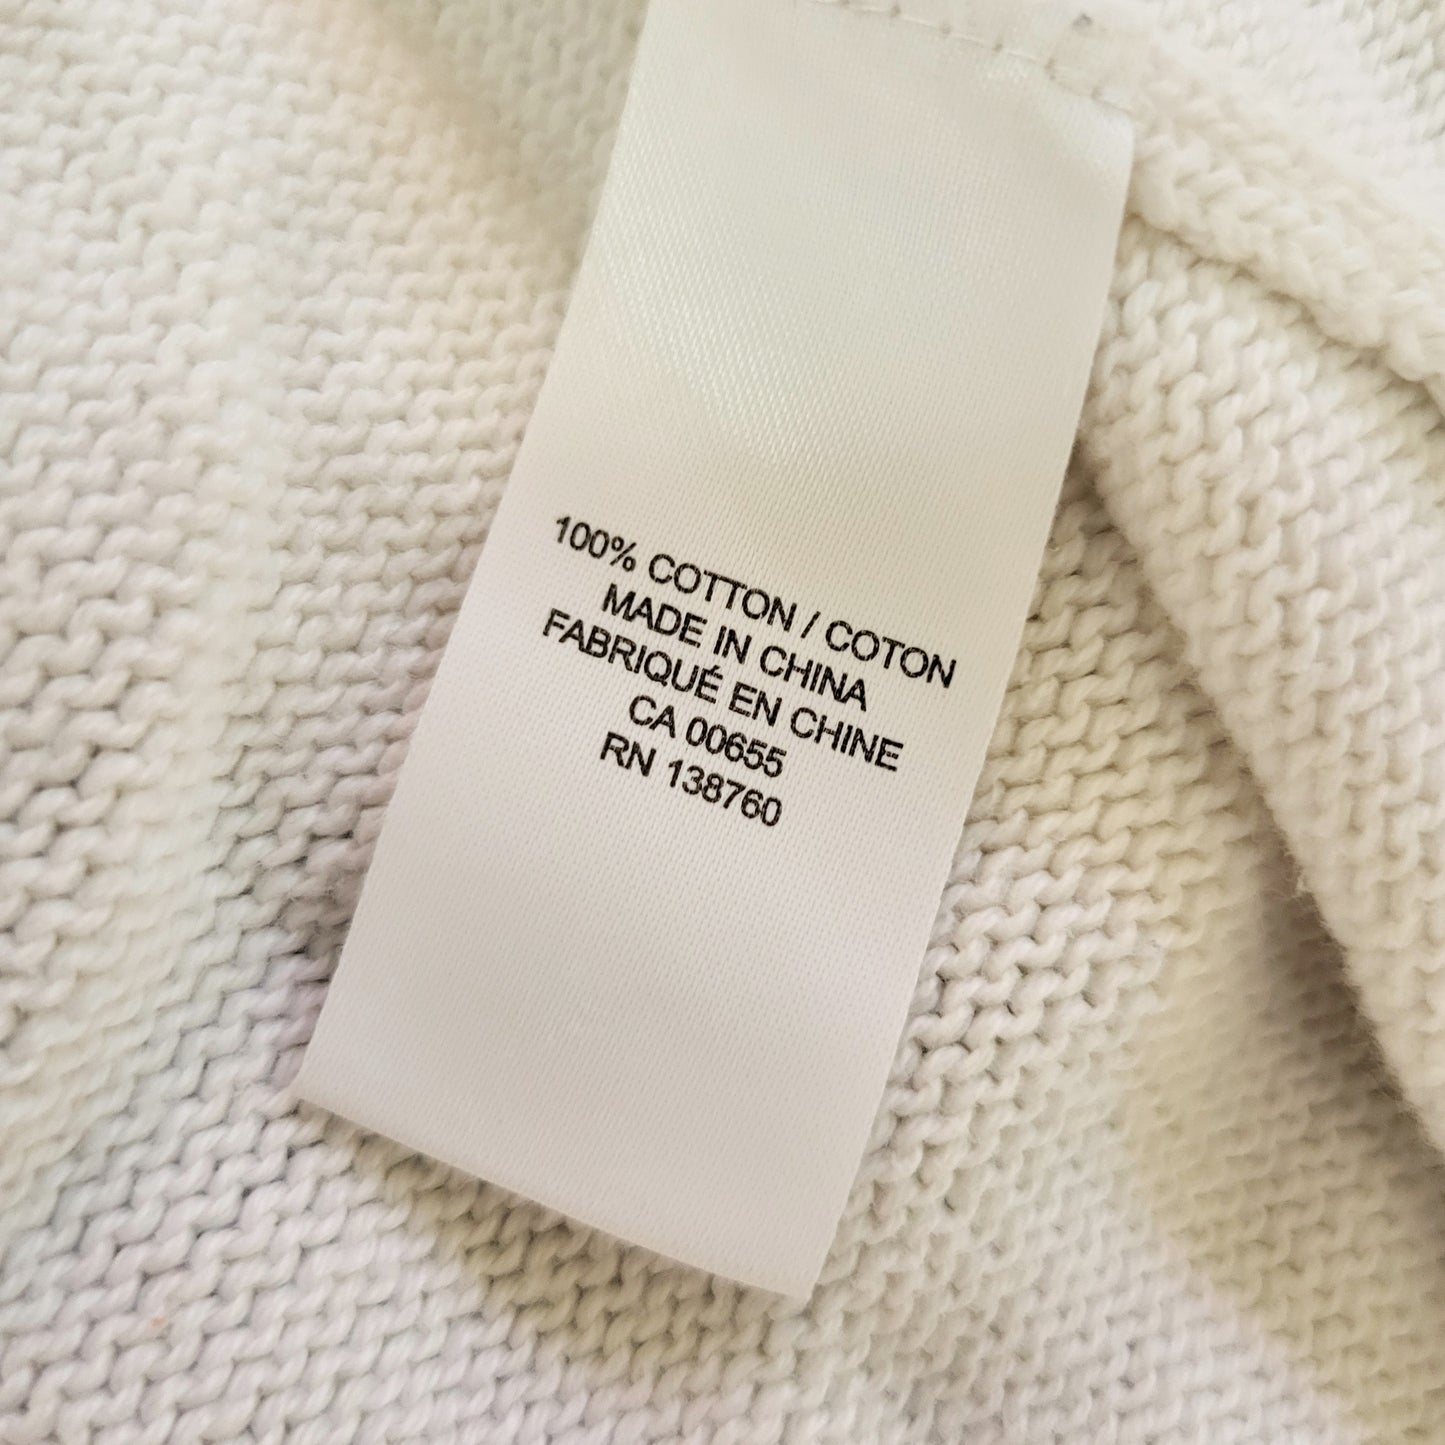 100% COTTON / COTON
MADE IN CHINA
FABRIQUÉ EN CHINE
CA 00655
RN 138760